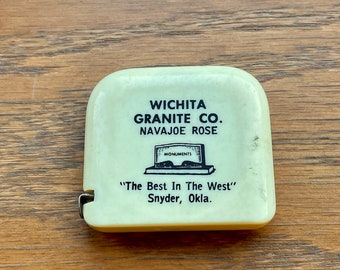 WICHITA
GRANITE CO.
NAVAJOE ROSE
MONUMENTS
"The Best In The West"
Snyder, Okla.